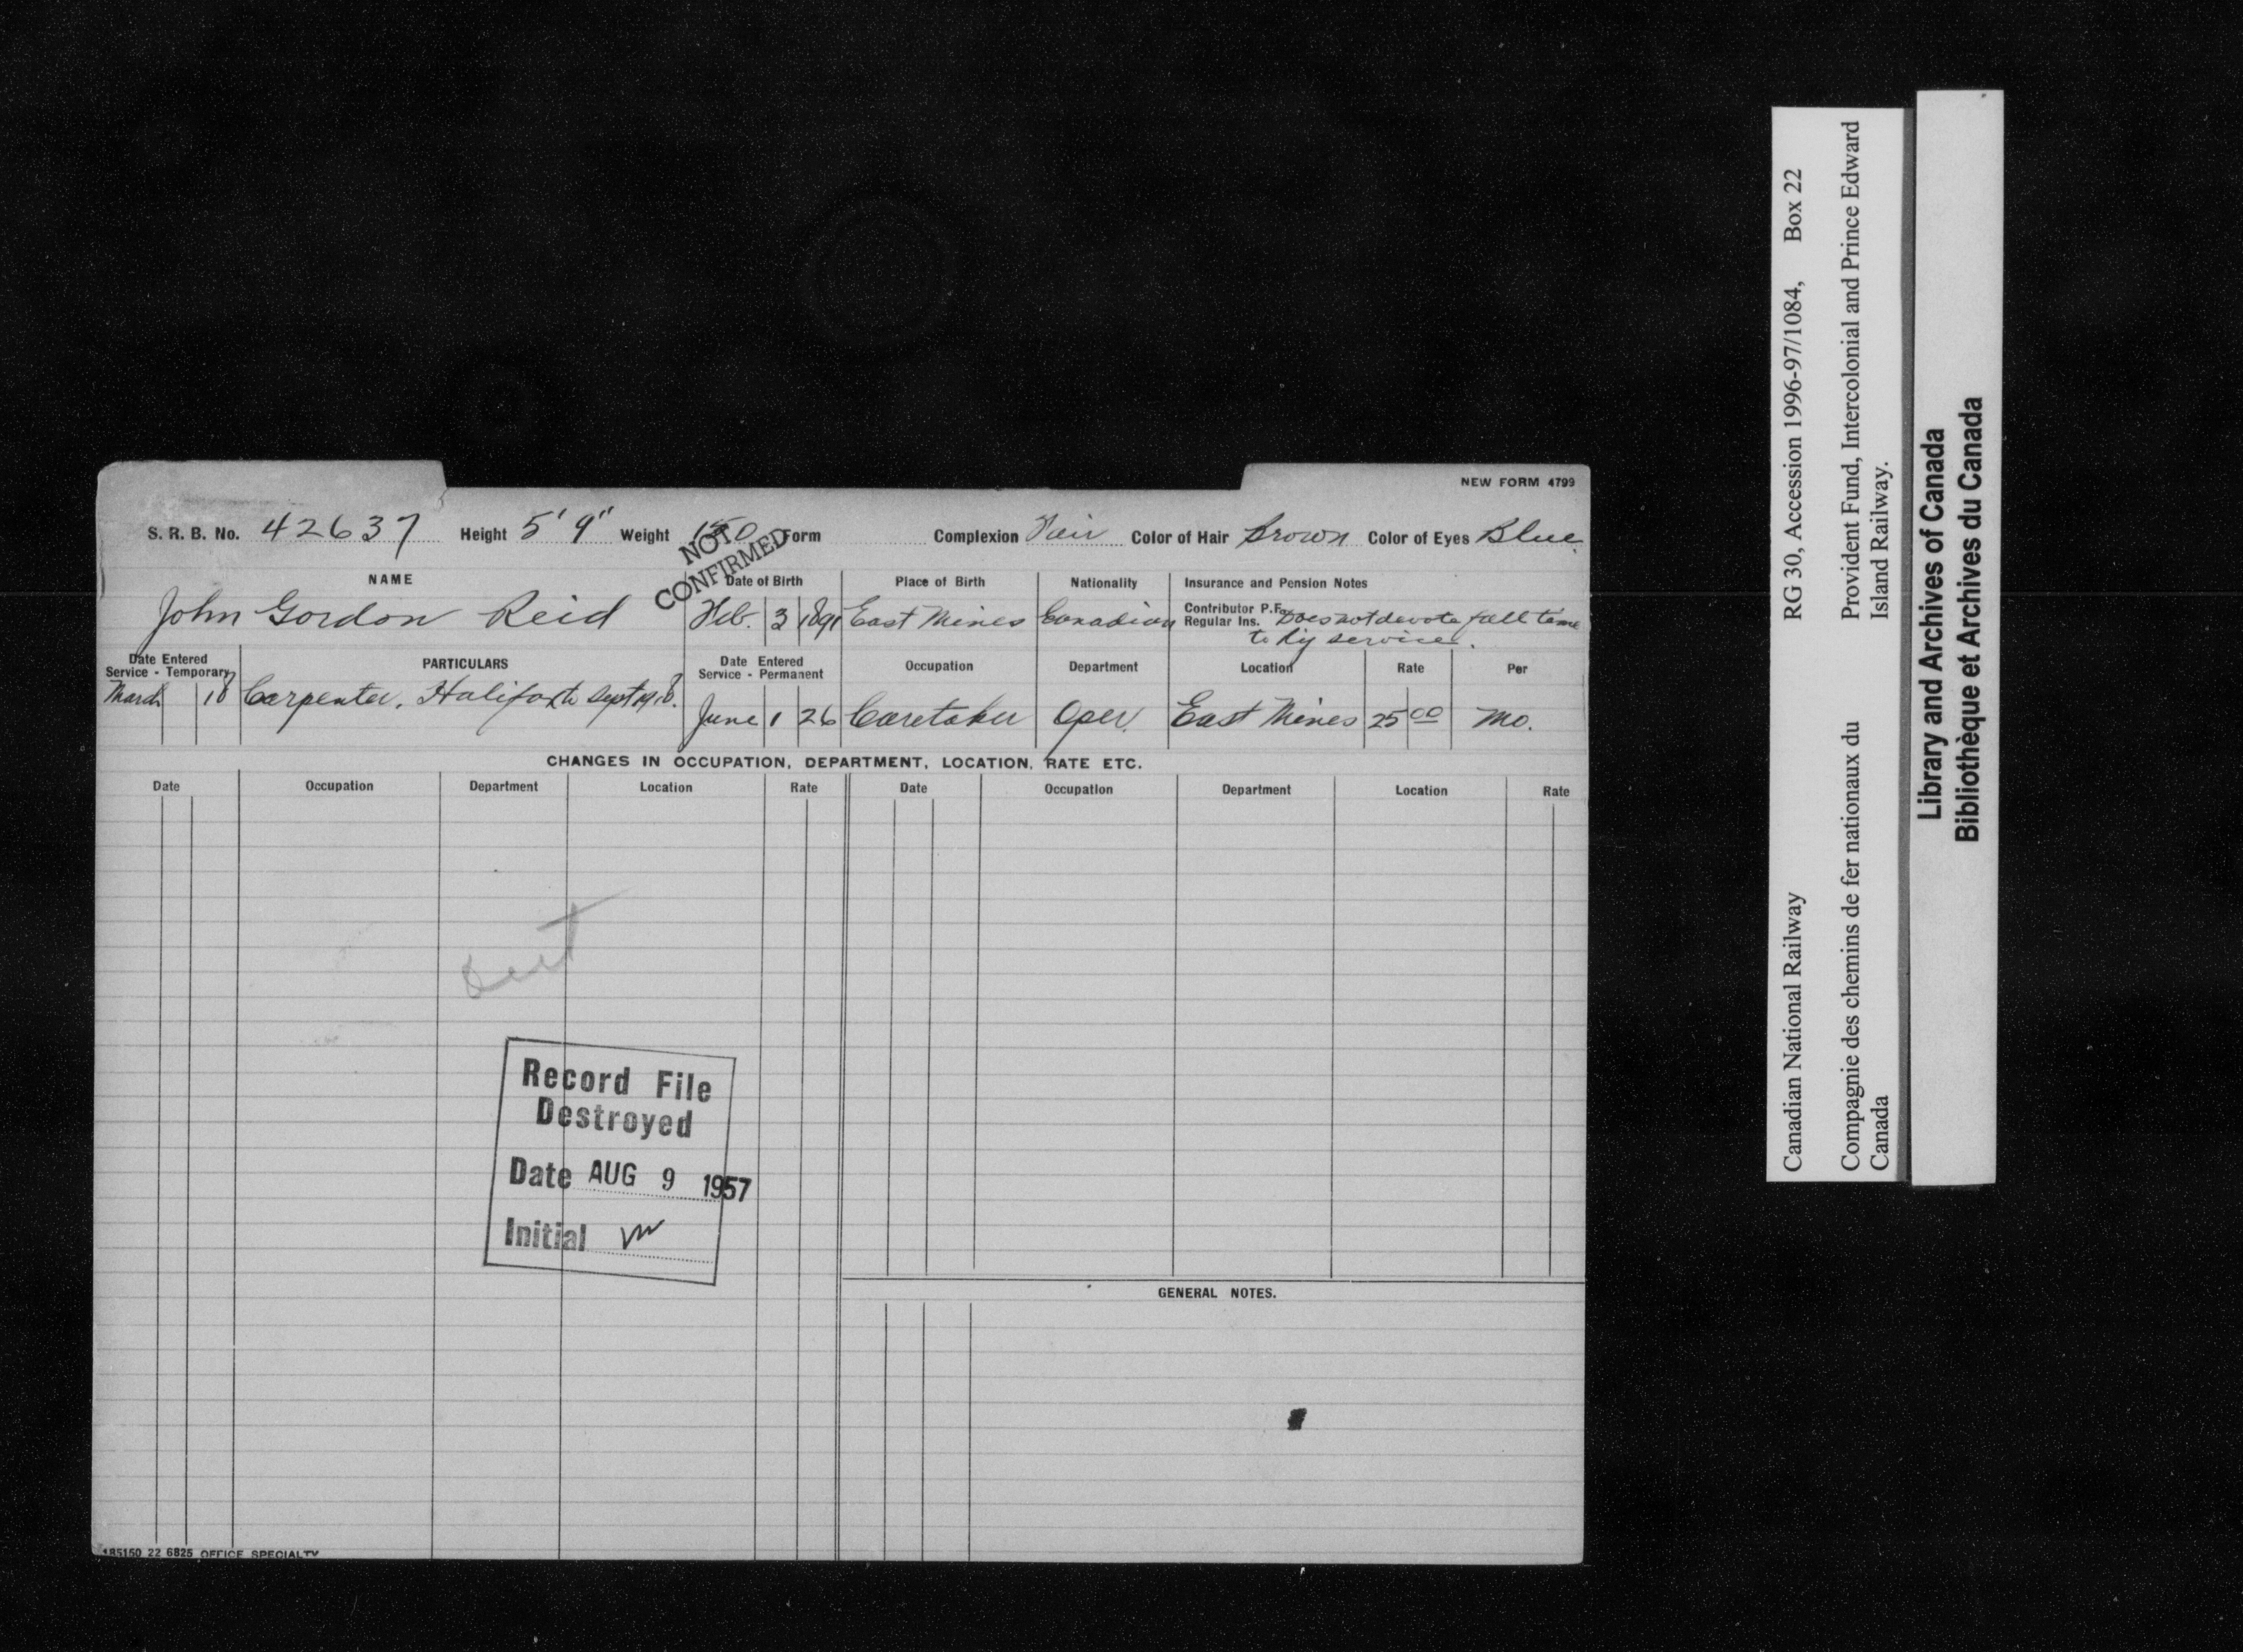 NEW FORM 4799
S. R. B. No. 42637 Height 5' 9" Weight 150 Form Complexion Fair Color of Hair Brown Color of Eyes Blue
NOT CONFIRMED
NAME Date of Birth Place of Birth Nationality Insurance and Pension Notes
John Gordon Reid Feb. 3 1891 East Mines Canadian Contributor P.F. Regular Ins. Does not devote full time
to his service.
Date Entered Service - Temporary PARTICULARS Date Entered Service - Permanent Occupation Department Location Rate Per
March 18 Carpenter, Halifax to Sept 1918. June 1 26 Caretaker Oper. East Mines 25 00 Mo.
CHANGES IN OCCUPATION, DEPARTMENT, LOCATION, RATE ETC.
Date Occupation Department Location Rate Date Occupation Department Location Rate
Record File
Destroyed
Date AUG 9 1957
Initial
GENERAL NOTES.
185150 22 6825 OFFICE SPECIALTY
Canadian National Railway RG 30, Accession 1996-97/1084, Box 22
Compagnie des chemins de fer nationaux du Provident Fund, Intercolonial and Prince Edward
Canada Island Railway.
Library and Archives of Canada
Bibliothèque et Archives du Canada